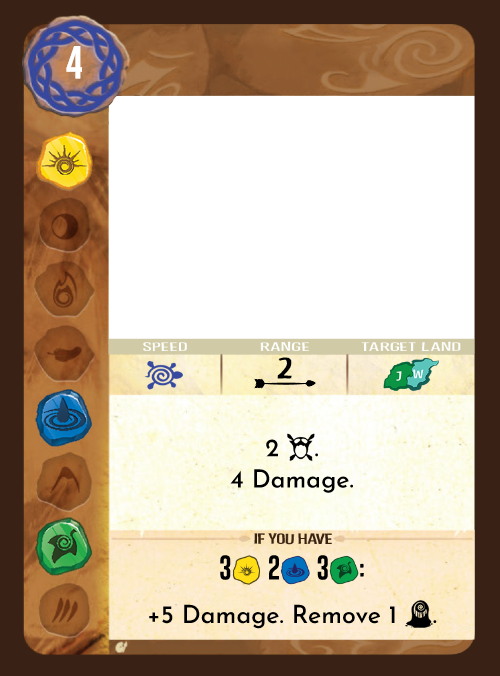 4
SPEED RANGE TARGET LAND
2 J W
2 .
4 Damage.
IF YOU HAVE
3 2 3 :
+5 Damage. Remove 1 .